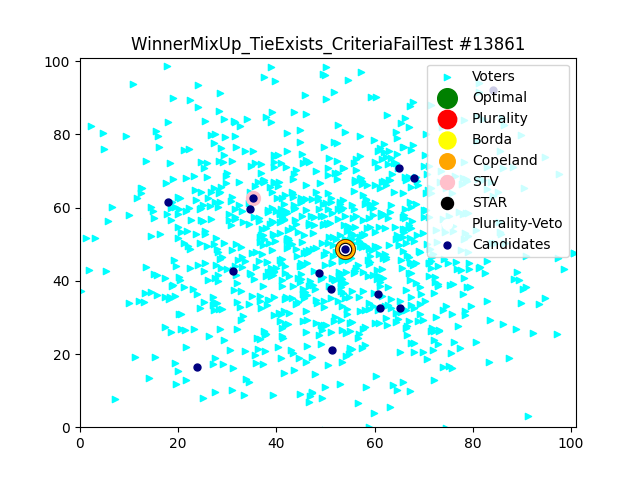 WinnerMixUp_TieExists_CriteriaFailTest #13861
Voters
Optimal
Plurality
Borda
Copeland
STV
STAR
Plurality-Veto
Candidates
100
80
60
40
20
0
0 20 40 60 80 100